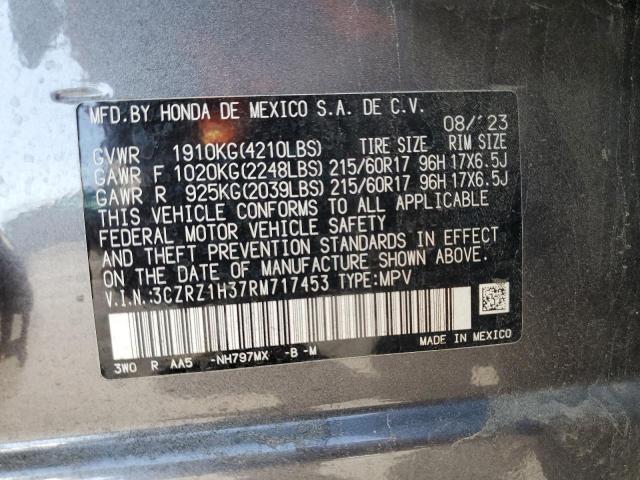 MFD.BY HONDA DE MEXICO S.A. DE C.V.
08/ 23
GVWR 1910KG(4210LBS) TIRE SIZE RIM SIZE
GAWR F 1020KG(2248LBS) 215/60R17 96H 17X6.5J
GAWR R 925KG(2039LBS) 215/60R17 96H 17X6.5J
THIS VEHICLE CONFORMS TO ALL APPLICABLE
FEDERAL MOTOR VEHICLE SAFETY
AND THEFT PREVENTION STANDARDS IN EFFECT
ON THE DATE OF MANUFACTURE SHOWN ABOVE.
V.I.N.:3CZRZ1H37RM717453 TYPE:MPV
3WO R AA5 -NH797MX -B -M
MADE IN MEXICO